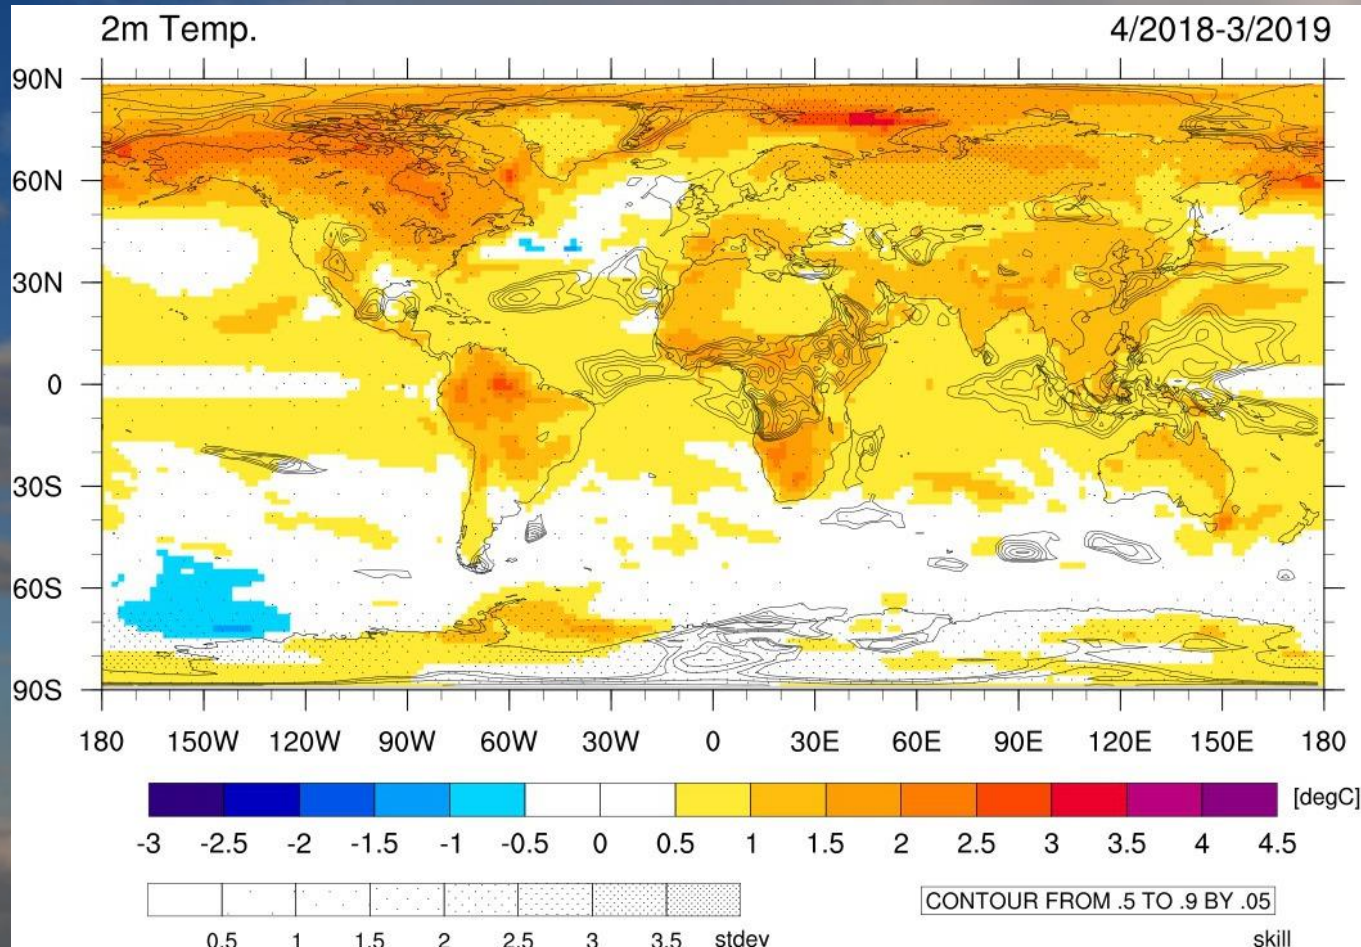 2m Temp. 4/2018-3/2019
90N
60N
30N
0
30S
60S
90S
180 150W 120W 90W 60W 30W 0 30E 60E 90E 120E 150E 180
[degC]
-3 -2.5 -2 -1.5 -1 -0.5 0 0.5 1 1.5 2 2.5 3 3.5 4 4.5
CONTOUR FROM .5 TO .9 BY .05
0.5 1 1.5 2 2.5 3 3.5 stdev skill